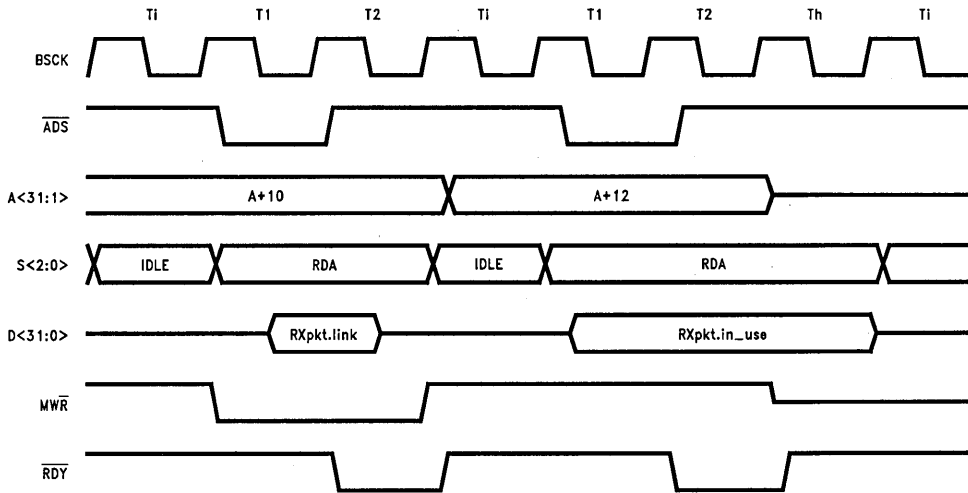 Ti T1 T2 Ti T1 T2 Th Ti
BSCK
ADS
A<31:1> A+10 A+12
S<2:0> IDLE RDA IDLE RDA
D<31:0> RXpkt.link RXpkt.in_use
MWR
RDY